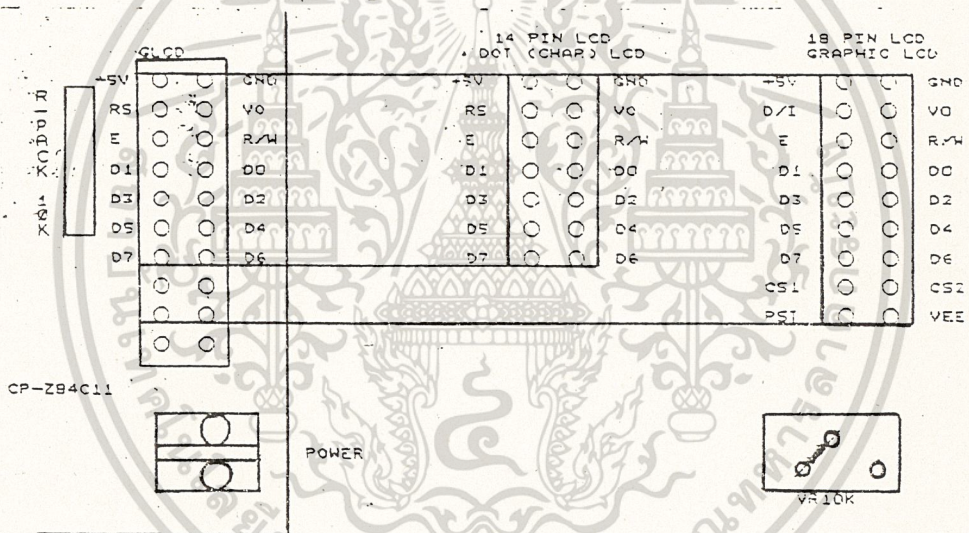 14 PIN LCD
DOT (CHAR) LCD
18 PIN LCD
GRAPHIC LCD
GLCD
+5V GND +5V GND +5V GND
RS VO RS VO D/I VO
E R/W E R/W E R/W
D1 D0 D1 D0 D1 D0
D3 D2 D3 D2 D3 D2
D5 D4 D5 D4 D5 D4
D7 D6 D7 D6 D7 D6
CS1 CS2
PSI VEE
CP-Z84C11
POWER
VR10K